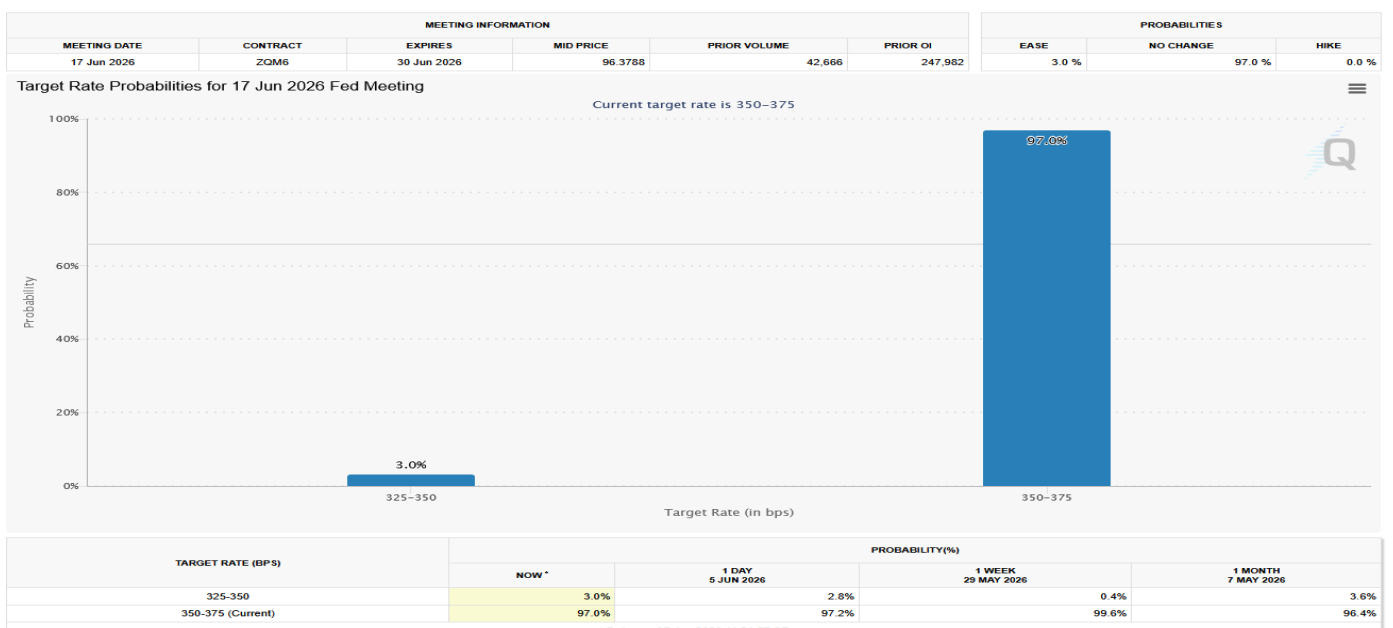 MEETING INFORMATION
MEETING DATE CONTRACT EXPIRES MID PRICE PRIOR VOLUME PRIOR OI
17 Jun 2026 ZQM6 30 Jun 2026 96.3788 42,666 247,982
PROBABILITIES
EASE NO CHANGE HIKE
3.0 % 97.0 % 0.0 %
Target Rate Probabilities for 17 Jun 2026 Fed Meeting
Current target rate is 350–375
100%
80%
60%
40%
20%
0%
Probability
97.0%
3.0%
Q
325–350 350–375
Target Rate (in bps)
TARGET RATE (BPS) PROBABILITY(%)
NOW * 1 DAY 1 WEEK 1 MONTH
5 JUN 2026 29 MAY 2026 7 MAY 2026
325-350 3.0% 2.8% 0.4% 3.6%
350-375 (Current) 97.0% 97.2% 99.6% 96.4%